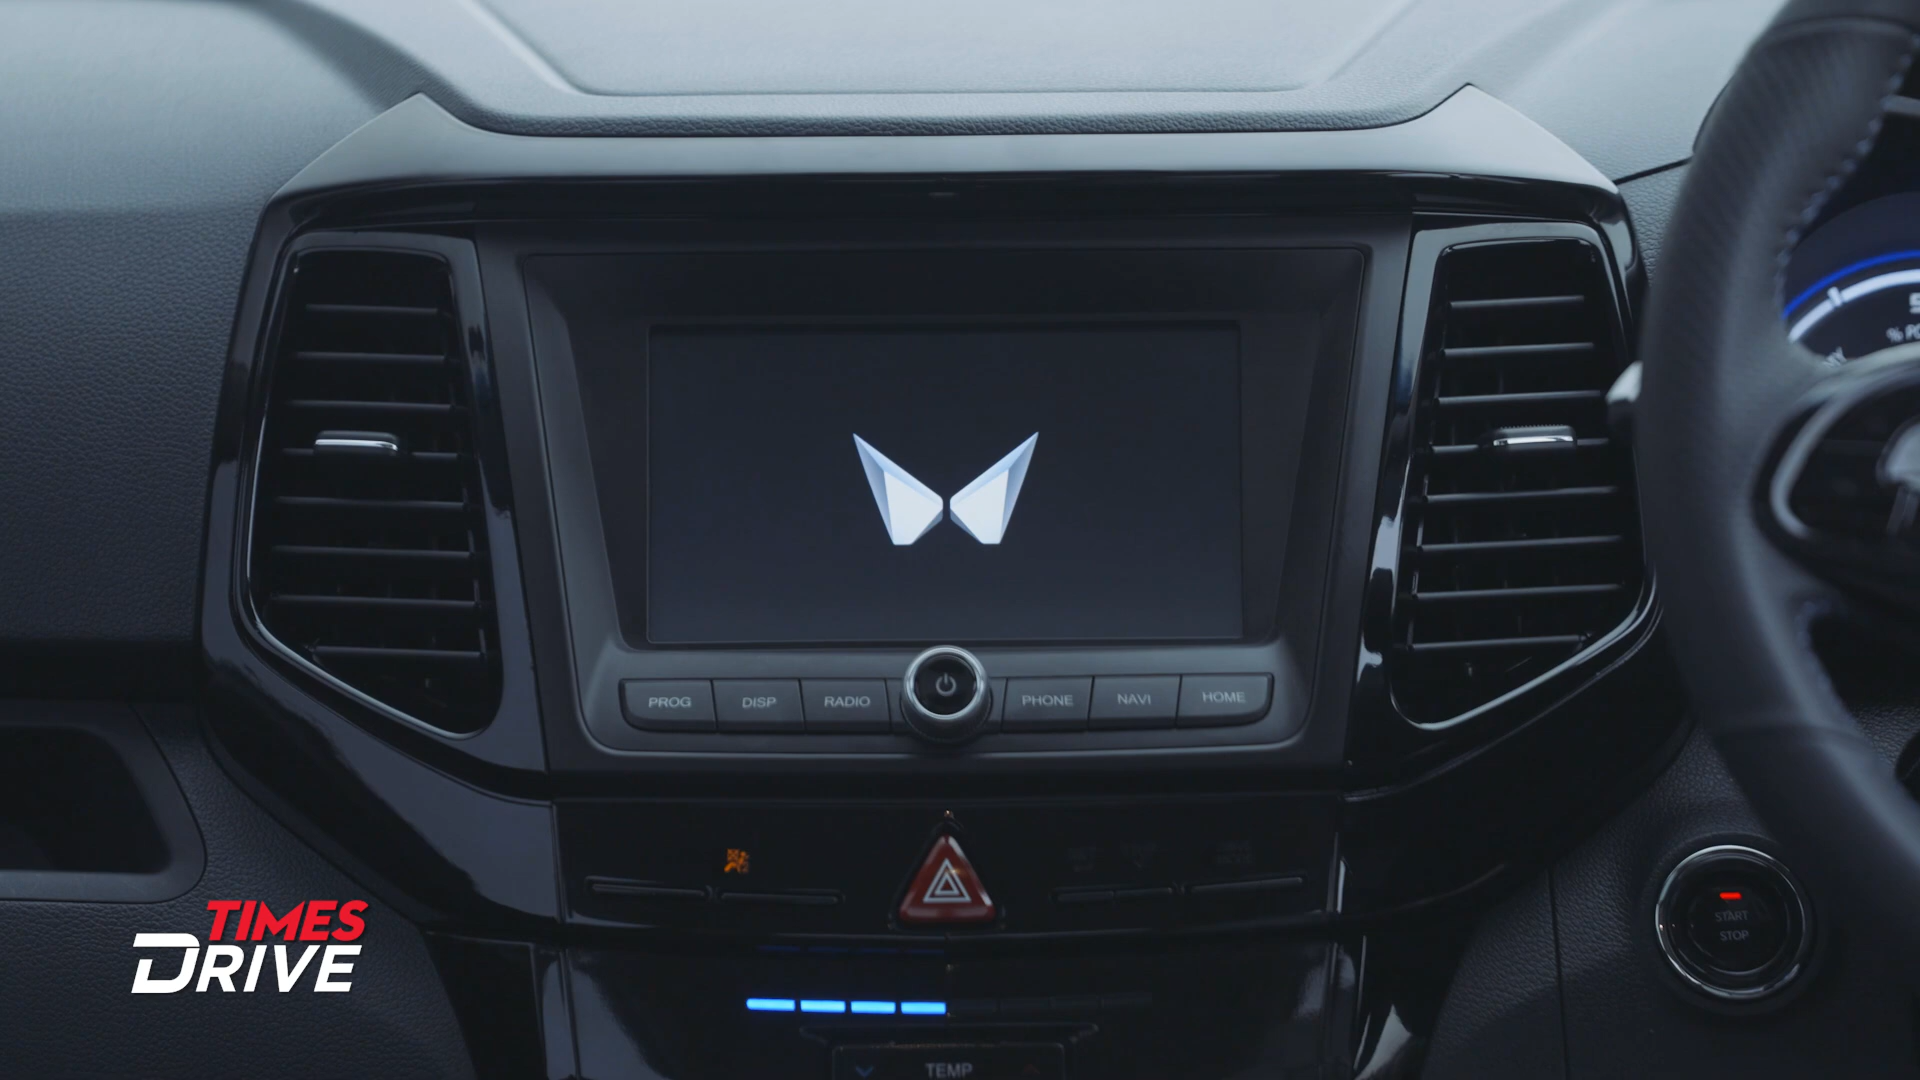 PROG DISP RADIO PHONE NAVI HOME
START
STOP
TEMP
TIMES
DRIVE